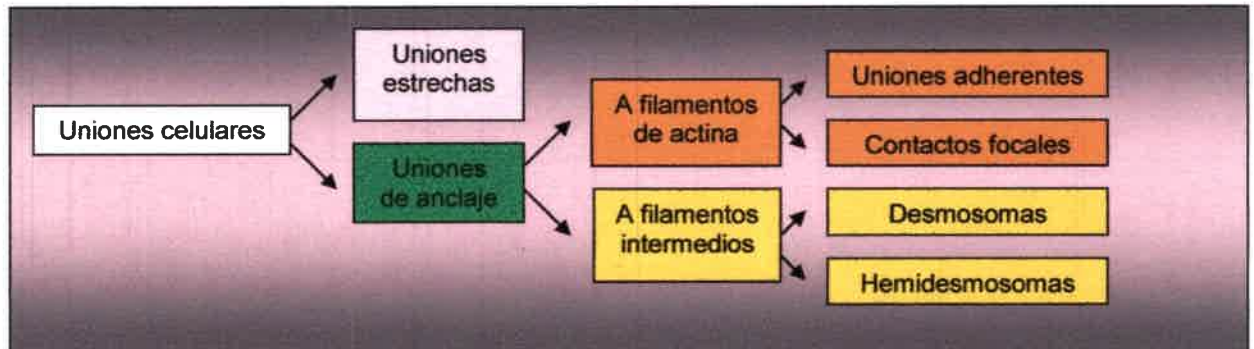 Uniones celulares
Uniones
estrechas
Uniones
de anclaje
A filamentos
de actina
A filamentos
intermedios
Uniones adherentes
Contactos focales
Desmosomas
Hemidesmosomas